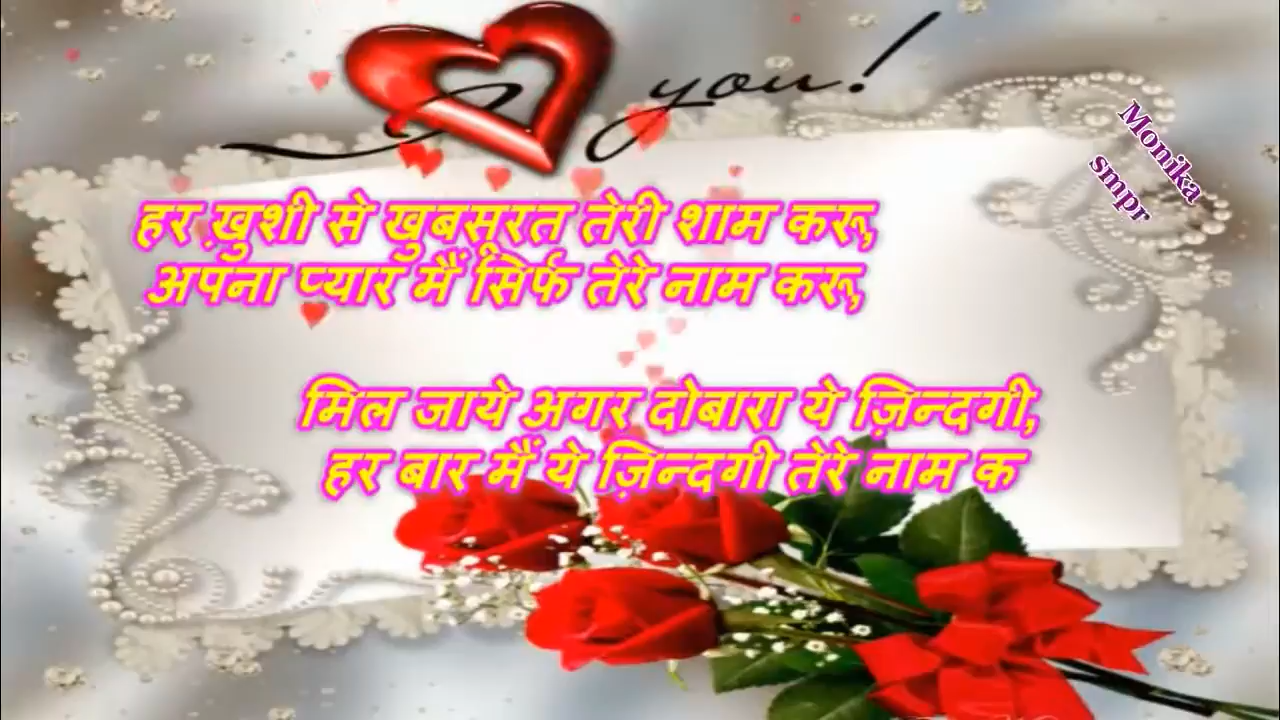 I you!
Monika
smpr
हर ख़ुशी से खुबसूरत तेरी शाम करू,
अपना प्यार मैं सिर्फ तेरे नाम करू,
मिल जाये अगर दोबारा ये ज़िन्दगी,
हर बार मैं ये ज़िन्दगी तेरे नाम क